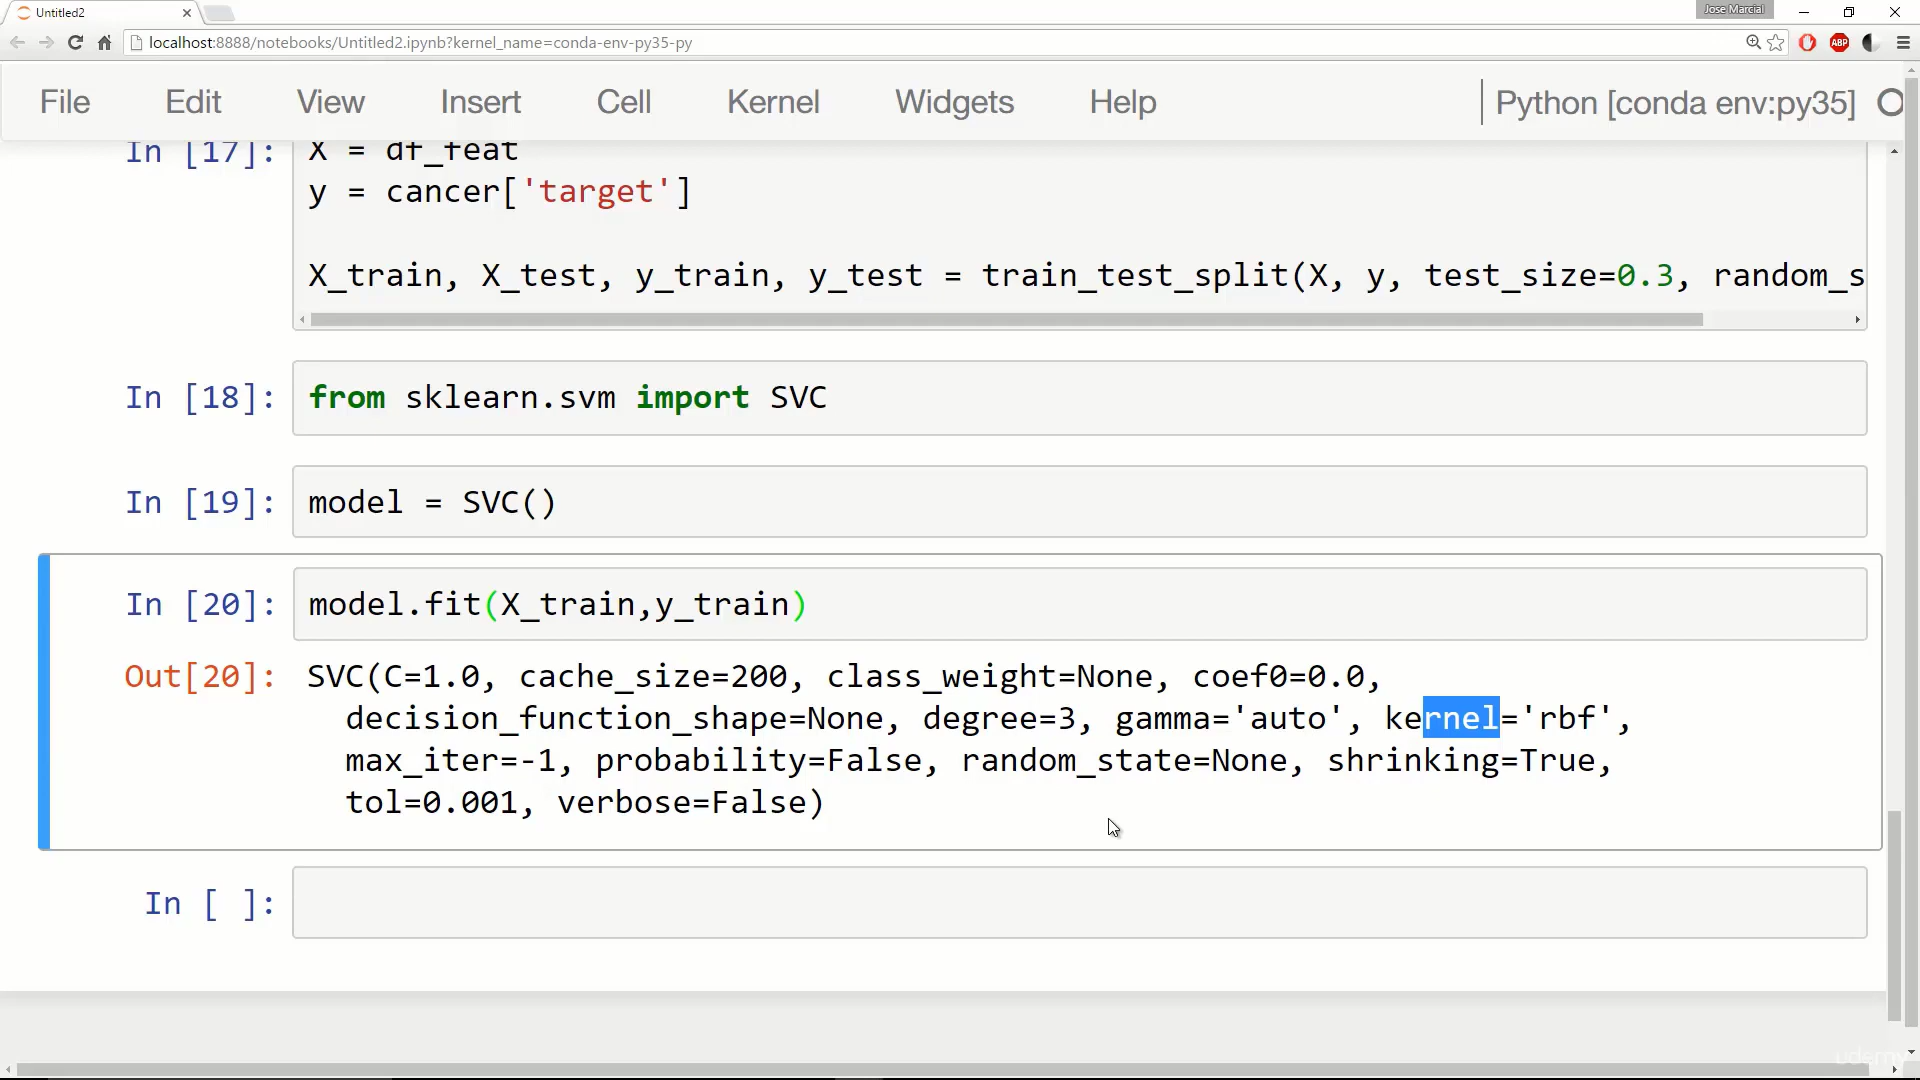 Untitled2
Jose Marcial
localhost:8888/notebooks/Untitled2.ipynb?kernel_name=conda-env-py35-py
ABP
File Edit View Insert Cell Kernel Widgets Help Python [conda env:py35]
In [17]: X = df_feat
y = cancer['target']
X_train, X_test, y_train, y_test = train_test_split(X, y, test_size=0.3, random_s
In [18]: from sklearn.svm import SVC
In [19]: model = SVC()
In [20]: model.fit(X_train,y_train)
Out[20]: SVC(C=1.0, cache_size=200, class_weight=None, coef0=0.0,
decision_function_shape=None, degree=3, gamma='auto', kernel='rbf',
max_iter=-1, probability=False, random_state=None, shrinking=True,
tol=0.001, verbose=False)
In [ ]:
udemy